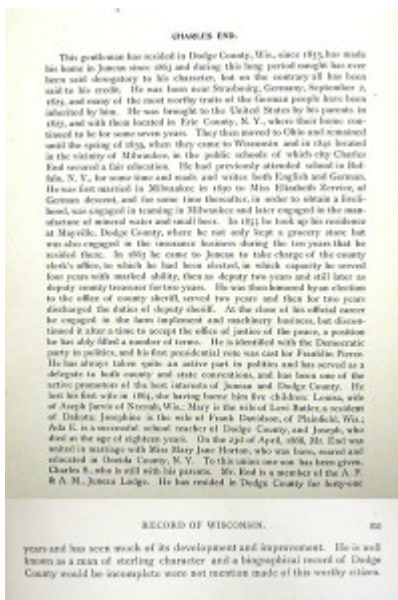 CHARLES END.
This gentleman has resided in Dodge County, Wis., since 1855, has made
his home in Juneau since 1863 and during this long period naught has ever
been said derogatory to his character, but on the contrary all has been
said to his credit. He was born near Strasbourg, Germany, September 2,
and many of the most worthy traits of the German people have been
inherited by him. He was brought to the United States by his parents in
and with them located in Erie County, N. Y., where their home con-
tinued to be for some seven years. They then moved to Ohio and remained
until the spring of when they came to Wisconsin and in located
in the vicinity of Milwaukee, in the public schools of which city Charles
End secured a fair education. He had previously attended school in Buf-
falo, N. Y., for some time and reads and writes both English and German.
He was first married in Milwaukee in 1850 to Miss Elizabeth of
German descent, and for some time thereafter, in order to obtain a liveli-
hood, was engaged in teaming in Milwaukee and later engaged in the man-
ufacture of mineral water and small beer. In 1855 he took up his residence
at Mayville, Dodge County, where he not only kept a grocery store but
was also engaged in the insurance business during the ten years that he
resided there. In 1863 he came to Juneau to take charge of the county
clerk's office, to which he had been elected, in which capacity he served
four years with marked ability, then as deputy two years and still later as
deputy county treasurer for two years. He was then honored by an election
to the office of county sheriff, served two years and then for two years
discharged the duties of deputy sheriff. At the close of his official career
he engaged in the farm implement and machinery business, but discon-
tinued it after a time to accept the office of justice of the peace, a position
he has ably filled a number of terms. He is identified with the Democratic
party in politics, and his first presidential vote was cast for Franklin Pierce.
He has always taken quite an active part in politics and has served as a
delegate to both county and state conventions, and has been one of the
active promoters of the best interests of Juneau and Dodge County. He
lost his first wife in 1864, she having borne him five children: Louisa, wife
of Joseph Jarvis of Neenah, Wis.; Mary is the wife of Levi Butler, a resident
of Dakota; Josephine is the wife of Frank Davidson, of Plainfield, Wis.;
Ada E. is a successful school teacher of Dodge County, and Joseph, who
died at the age of eighteen years. On the 23d of April, 1868, Mr. End was
united in marriage with Miss Mary Jane Horton, who was born, reared and
educated in Oneida County, N. Y. To this union one son has been given,
Charles S., who is still with his parents. Mr. End is a member of the A. F.
& A. M., Juneau Lodge. He has resided in Dodge County for forty-one
RECORD OF WISCONSIN.
years and has seen much of its development and improvement. He is well
known as a man of sterling character and a biographical record of Dodge
County would be incomplete were not mention made of this worthy citizen.